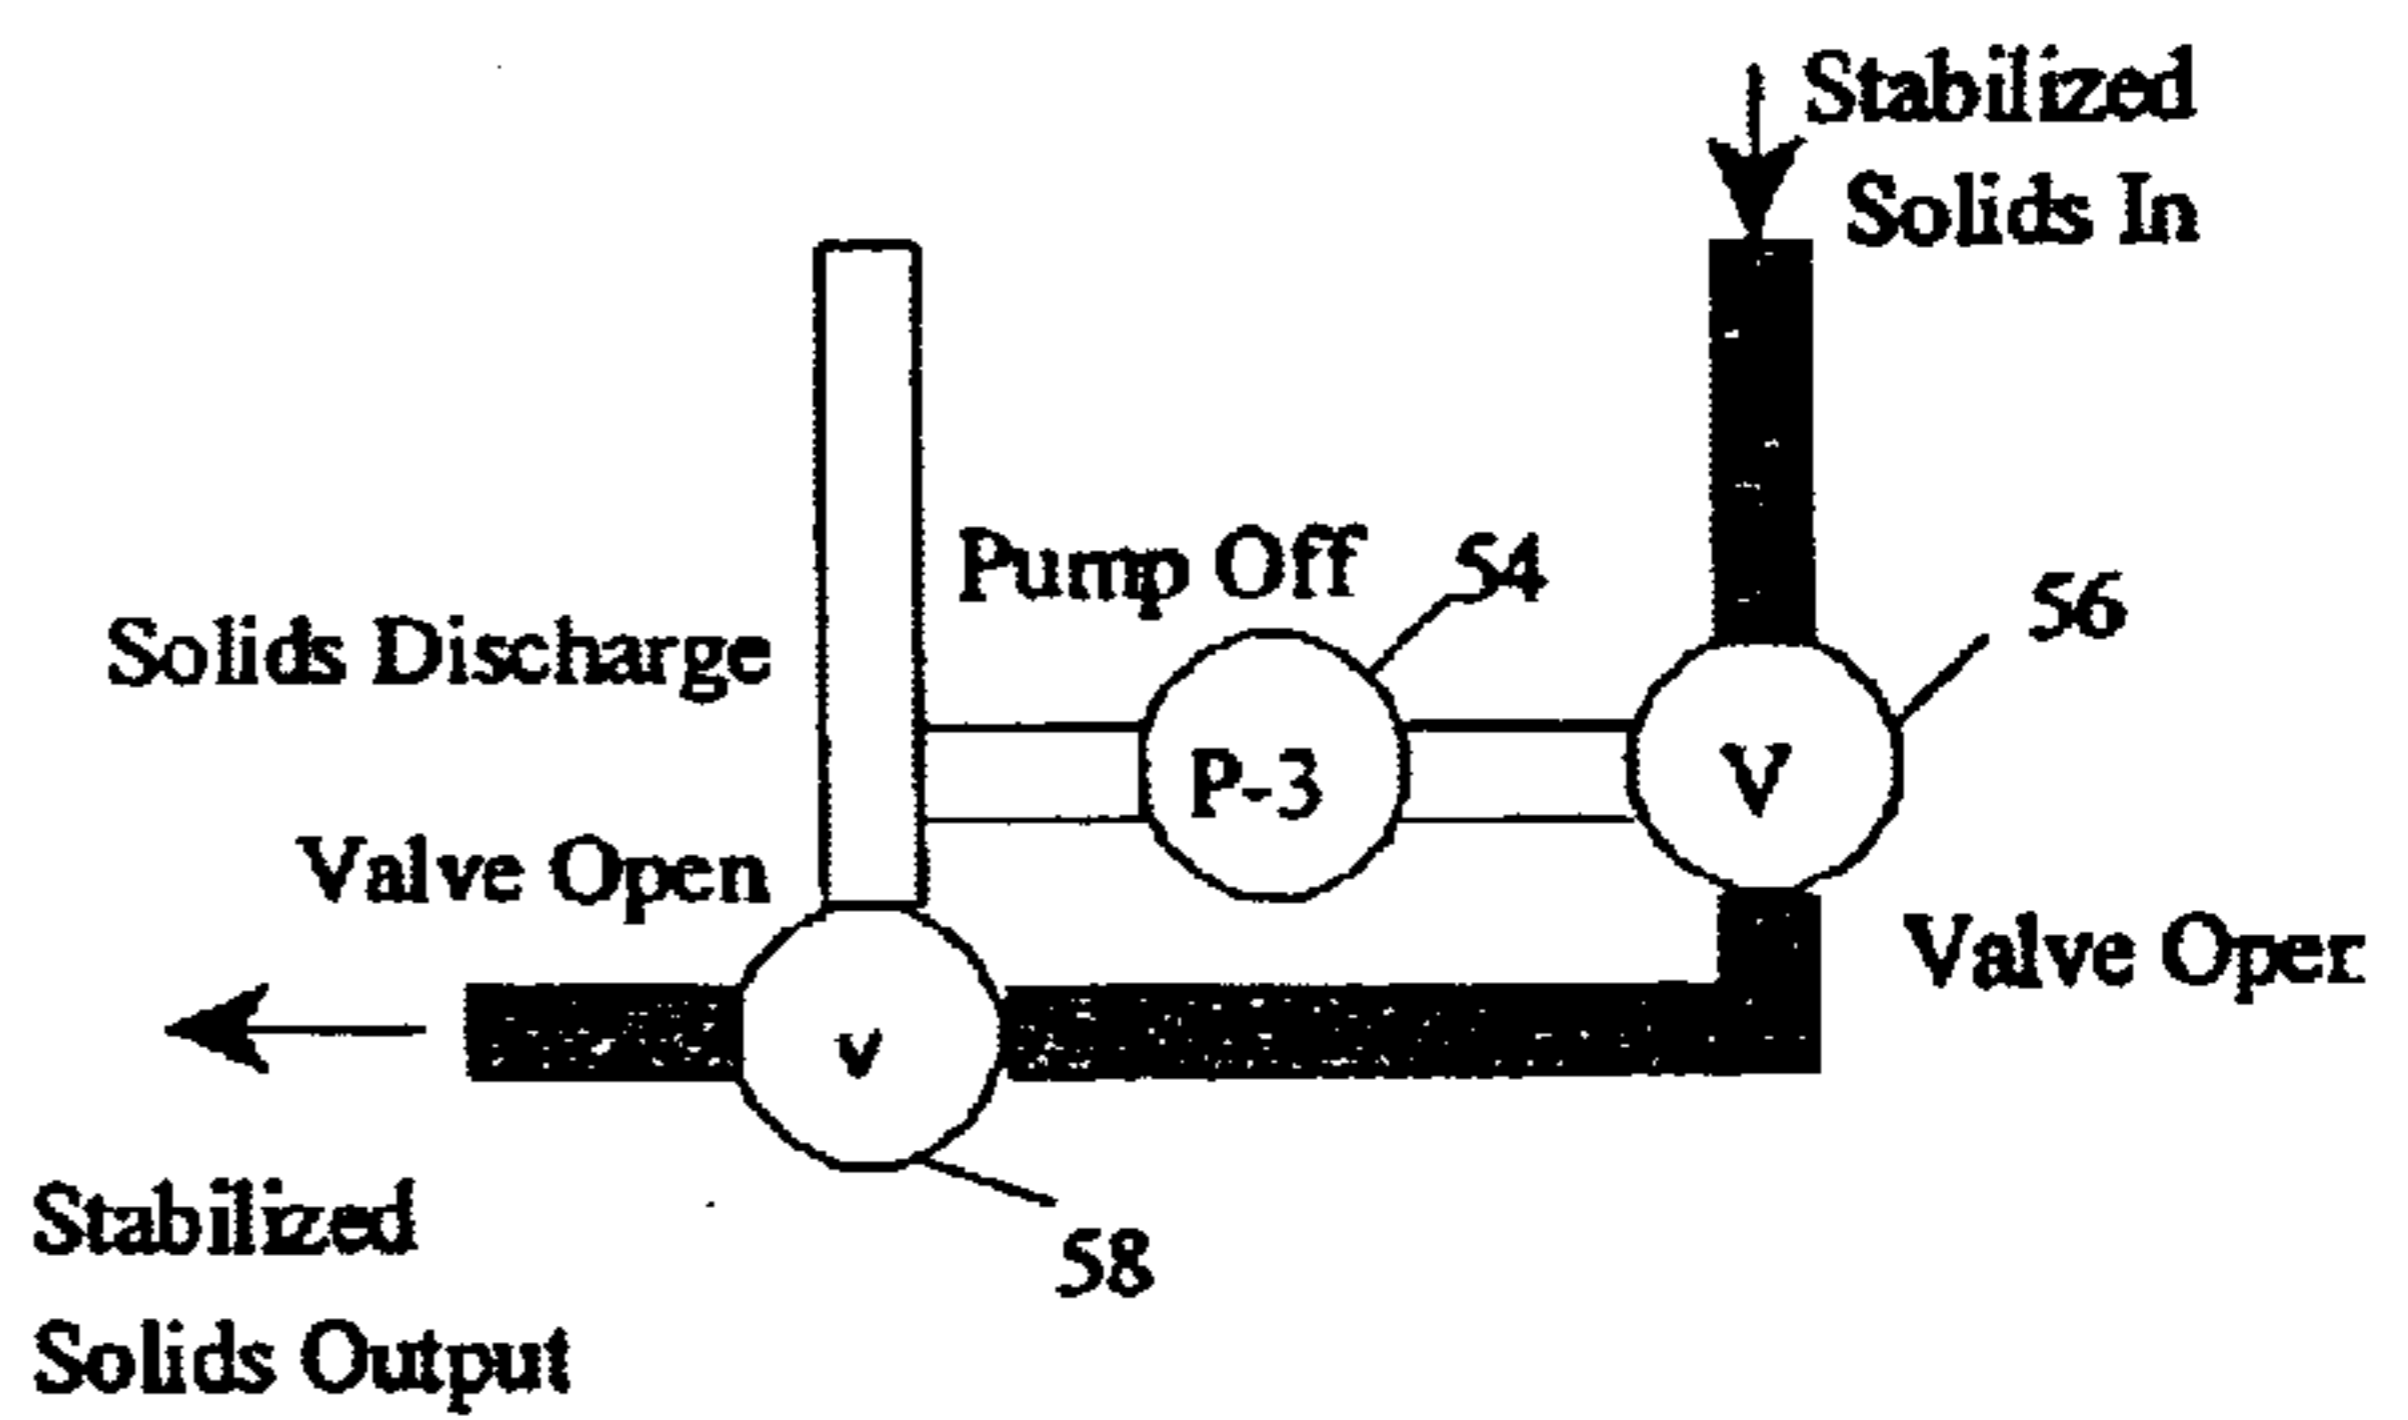 Stabilized
Solids In
Pump Off
54
56
Solids Discharge
P-3
V
Valve Open
Valve Oper
v
58
Stabilized
Solids Output